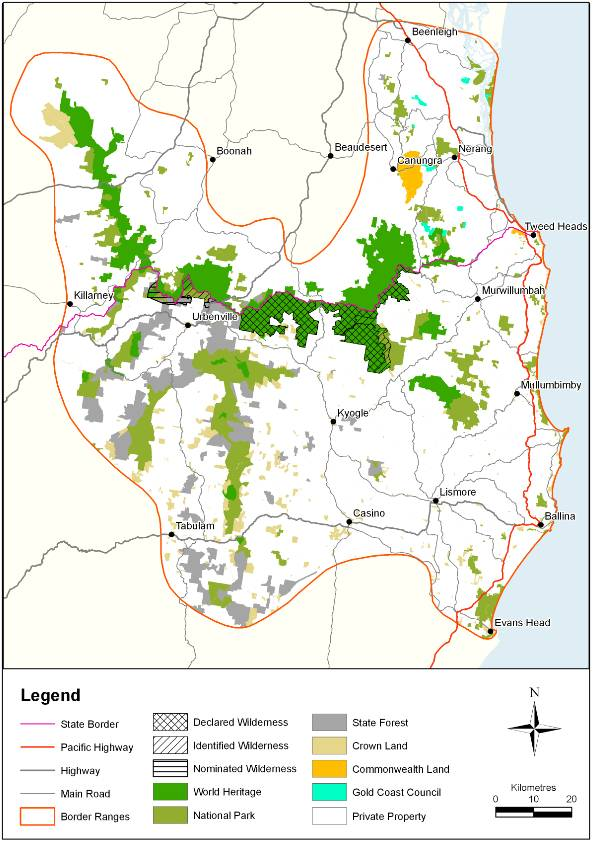 Beenleigh
Boonah
Beaudesert
Canungra
Nerang
Tweed Heads
Killarney
Urbenville
Murwillumbah
Mullumbimby
Kyogle
Lismore
Casino
Tabulam
Ballina
Evans Head
Legend
State Border
Pacific Highway
Highway
Main Road
Border Ranges
Declared Wilderness
Identified Wilderness
Nominated Wilderness
World Heritage
National Park
State Forest
Crown Land
Commonwealth Land
Gold Coast Council
Private Property
N
Kilometres
0 10 20